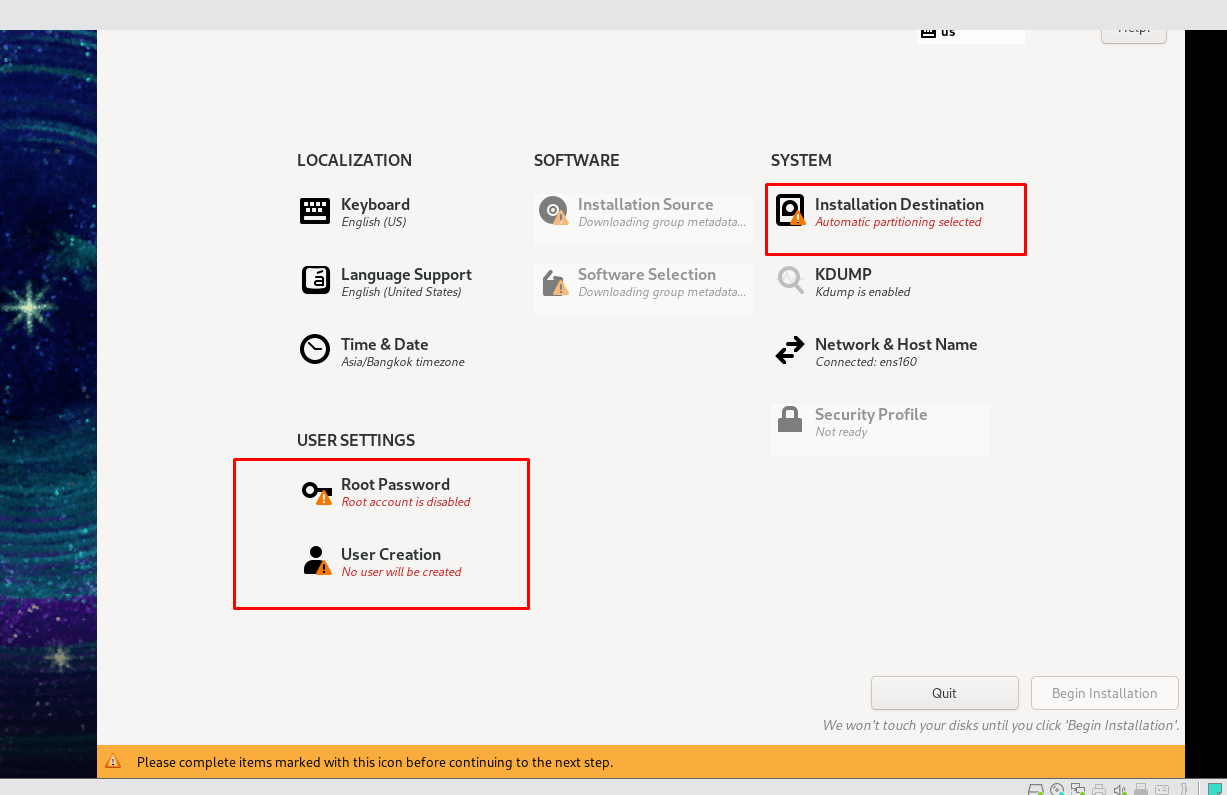 us
Help!
LOCALIZATION
Keyboard
English (US)
Language Support
English (United States)
Time & Date
Asia/Bangkok timezone
SOFTWARE
Installation Source
Downloading group metadata...
Software Selection
Downloading group metadata...
SYSTEM
Installation Destination
Automatic partitioning selected
KDUMP
Kdump is enabled
Network & Host Name
Connected: ens160
Security Profile
Not ready
USER SETTINGS
Root Password
Root account is disabled
User Creation
No user will be created
Quit
Begin Installation
We won't touch your disks until you click 'Begin Installation'.
Please complete items marked with this icon before continuing to the next step.